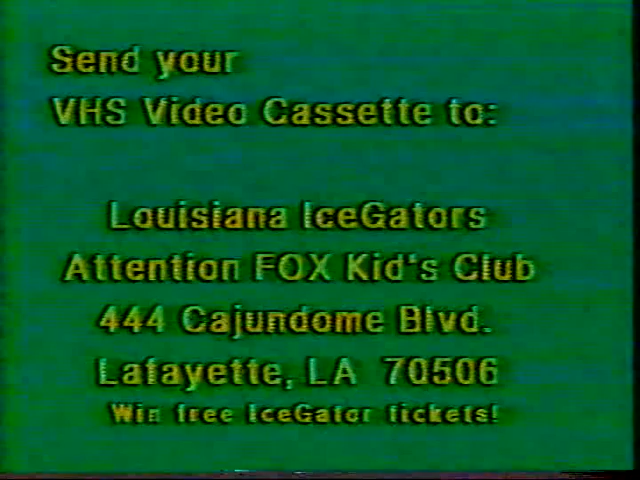 Send your
VHS Video Cassette to:
Louisiana IceGators
Attention FOX Kid's Club
444 Cajundome Blvd.
Lafayette, LA 70506
Win free IceGator tickets!